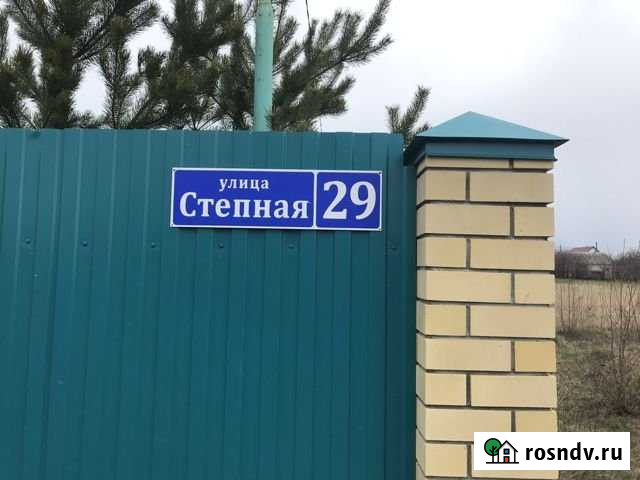 улица
Степная 29
rosndv.ru